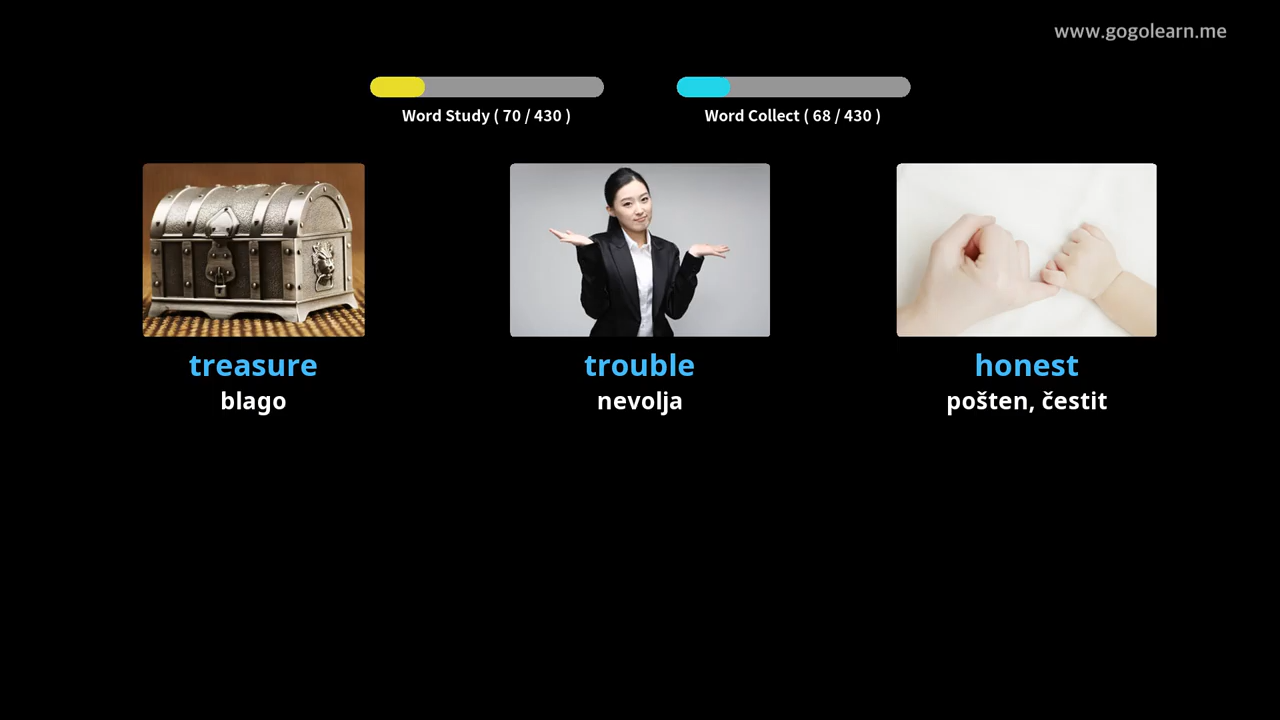 www.gogolearn.me
Word Study ( 70 / 430 )
Word Collect ( 68 / 430 )
treasure
blago
trouble
nevolja
honest
pošten, čestit